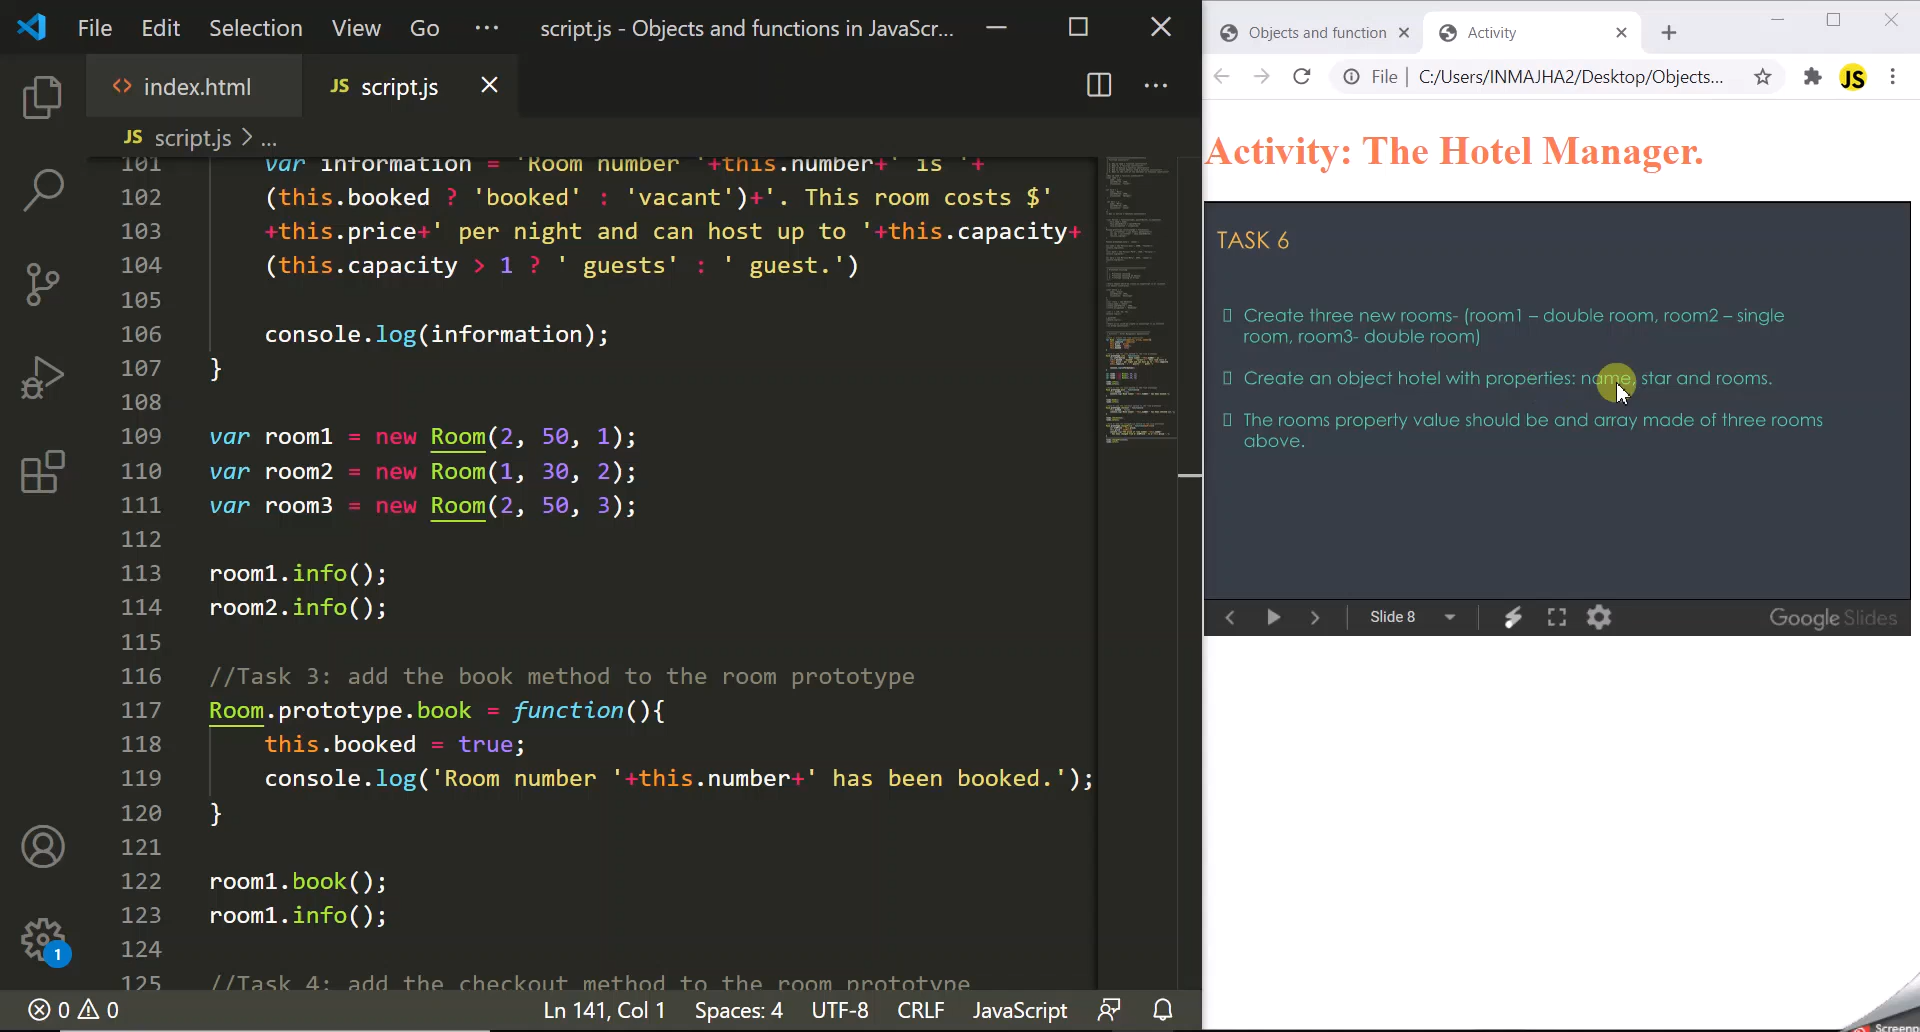 File Edit Selection View Go ··· script.js - Objects and functions in JavaScr...
index.html JS script.js
JS script.js > ...
101 var information = 'Room number '+this.number+' is '+
102 (this.booked ? 'booked' : 'vacant')+'. This room costs $'
103 +this.price+' per night and can host up to '+this.capacity+
104 (this.capacity > 1 ? ' guests' : ' guest.')
105
106 console.log(information);
107 }
108
109 var room1 = new Room(2, 50, 1);
110 var room2 = new Room(1, 30, 2);
111 var room3 = new Room(2, 50, 3);
112
113 room1.info();
114 room2.info();
115
116 //Task 3: add the book method to the room prototype
117 Room.prototype.book = function(){
118 this.booked = true;
119 console.log('Room number '+this.number+' has been booked.');
120 }
121
122 room1.book();
123 room1.info();
124
125 //Task 4: add the checkout method to the room prototype
1
0 0 Ln 141, Col 1 Spaces: 4 UTF-8 CRLF JavaScript
Objects and function Activity
File | C:/Users/INMAJHA2/Desktop/Objects... JS
Activity: The Hotel Manager.
TASK 6
Create three new rooms- (room1 – double room, room2 – single
room, room3- double room)
Create an object hotel with properties: name, star and rooms.
The rooms property value should be and array made of three rooms
above.
Slide 8 Google Slides